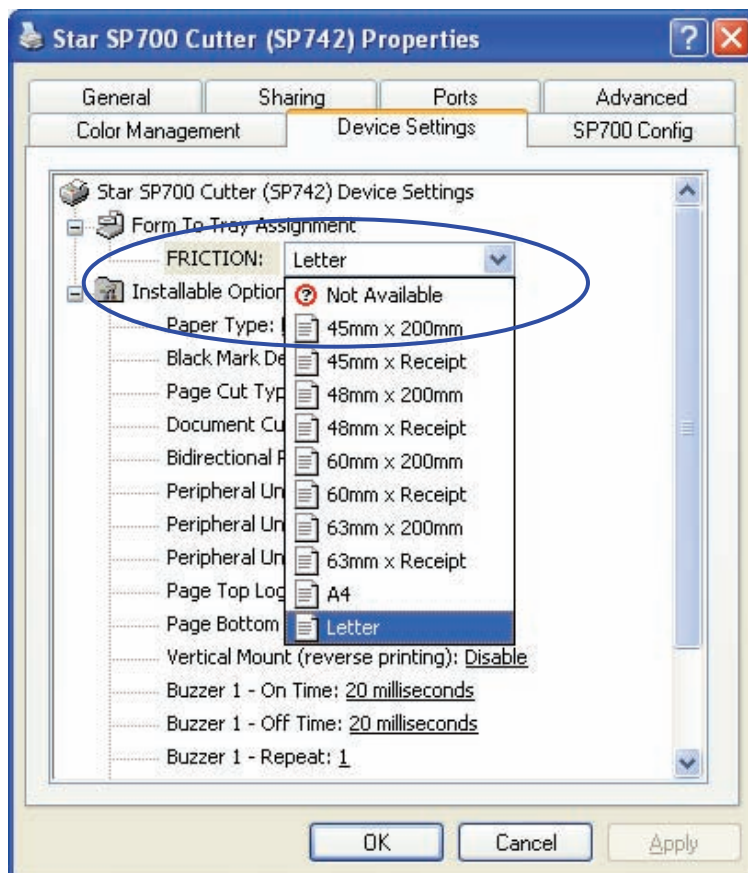 Star SP700 Cutter (SP742) Properties
General Sharing Ports Advanced
Color Management Device Settings SP700 Config
Star SP700 Cutter (SP742) Device Settings
Form To Tray Assignment
FRICTION: Letter
Installable Option
Not Available
Paper Type:
45mm x 200mm
Black Mark De
45mm x Receipt
Page Cut Typ
48mm x 200mm
Document Cu
48mm x Receipt
Bidirectional
60mm x 200mm
Peripheral Un
60mm x Receipt
Peripheral Un
63mm x 200mm
Peripheral Un
63mm x Receipt
Page Top Log
A4
Page Bottom
Letter
Vertical Mount (reverse printing): Disable
Buzzer 1 - On Time: 20 milliseconds
Buzzer 1 - Off Time: 20 milliseconds
Buzzer 1 - Repeat: 1
OK Cancel Apply